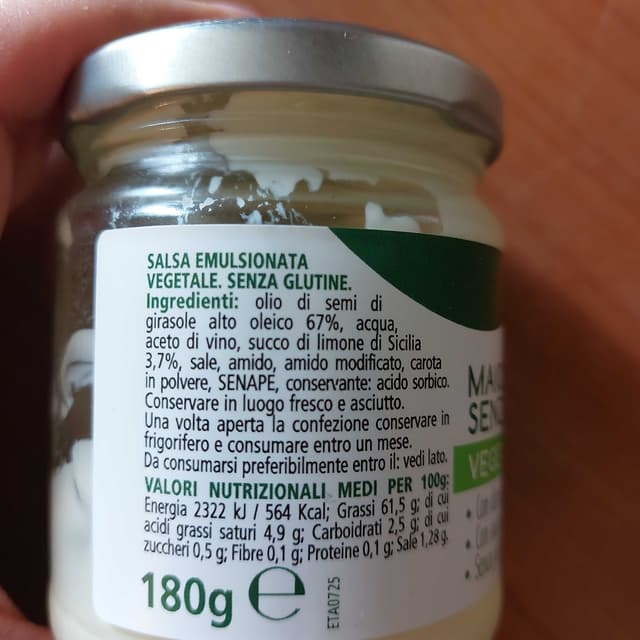 SALSA EMULSIONATA
VEGETALE. SENZA GLUTINE.
Ingredienti: olio di semi di
girasole alto oleico 67%, acqua,
aceto di vino, succo di limone di Sicilia
3,7%, sale, amido, amido modificato, carota
in polvere, SENAPE, conservante: acido sorbico.
Conservare in luogo fresco e asciutto.
Una volta aperta la confezione conservare in
frigorifero e consumare entro un mese.
Da consumarsi preferibilmente entro il: vedi lato.
VALORI NUTRIZIONALI MEDI PER 100g:
Energia 2322 kJ / 564 Kcal; Grassi 61,5 g; di cui
acidi grassi saturi 4,9 g; Carboidrati 2,5 g; di cui
zuccheri 0,5 g; Fibre 0,1 g; Proteine 0,1 g; Sale 1,28 g.
180g e
ETA0725